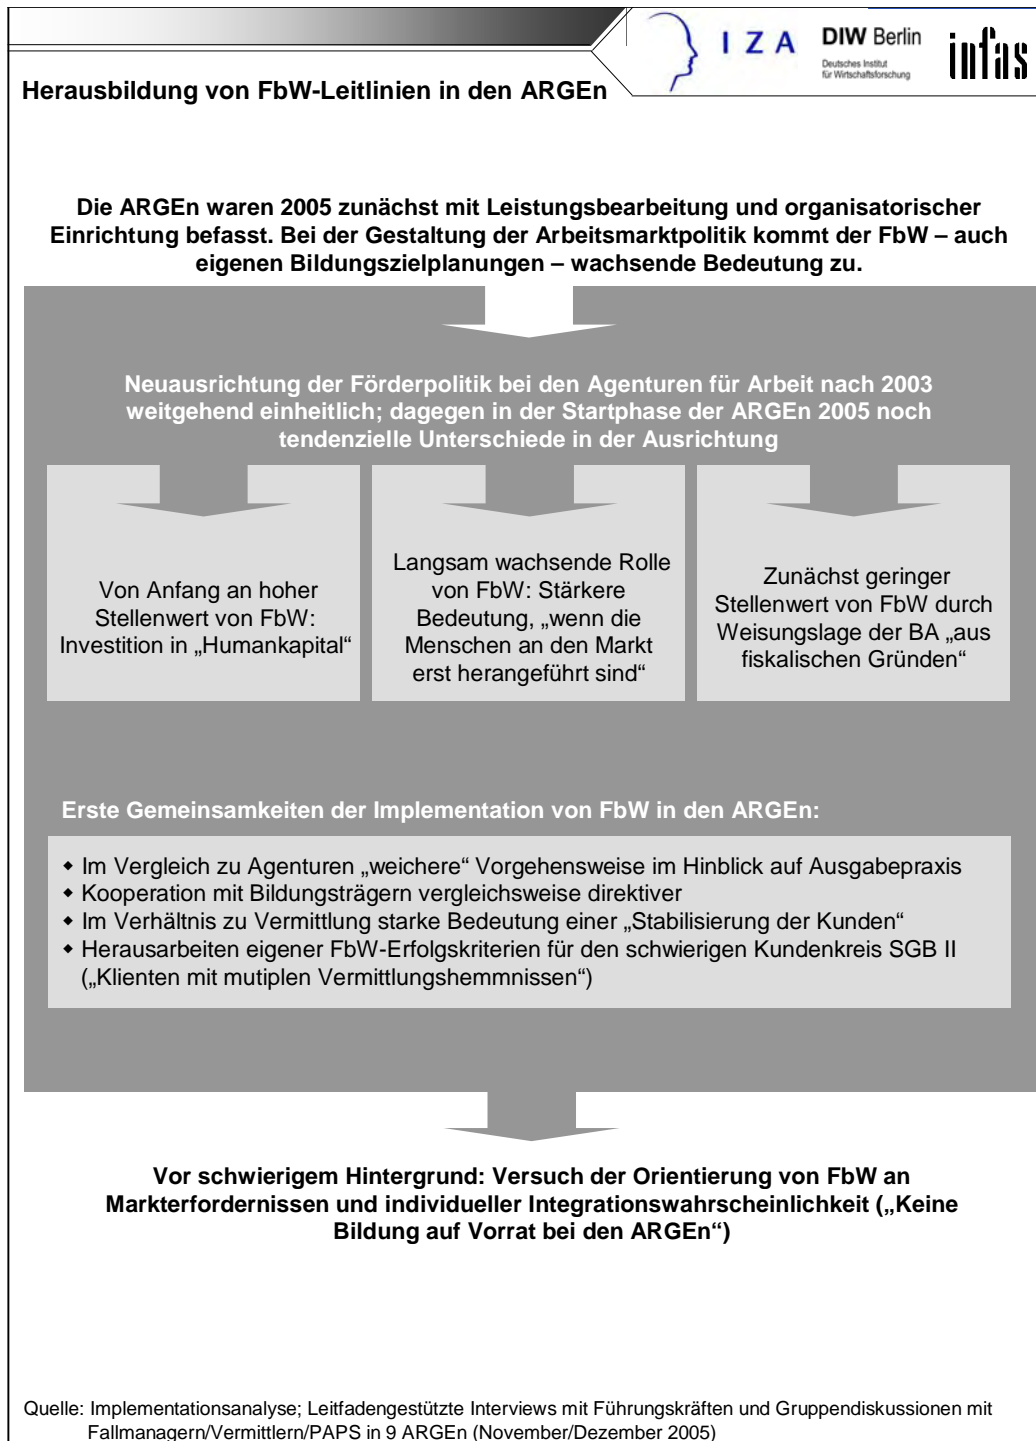 I Z A
DIW Berlin
Deutsches Institut
für Wirtschaftsforschung
infas
Herausbildung von FbW-Leitlinien in den ARGEn
Die ARGEn waren 2005 zunächst mit Leistungsbearbeitung und organisatorischer
Einrichtung befasst. Bei der Gestaltung der Arbeitsmarktpolitik kommt der FbW – auch
eigenen Bildungszielplanungen – wachsende Bedeutung zu.
Neuausrichtung der Förderpolitik bei den Agenturen für Arbeit nach 2003
weitgehend einheitlich; dagegen in der Startphase der ARGEn 2005 noch
tendenzielle Unterschiede in der Ausrichtung
Von Anfang an hoher
Stellenwert von FbW:
Investition in „Humankapital“
Langsam wachsende Rolle
von FbW: Stärkere
Bedeutung, „wenn die
Menschen an den Markt
erst herangeführt sind“
Zunächst geringer
Stellenwert von FbW durch
Weisungslage der BA „aus
fiskalischen Gründen“
Erste Gemeinsamkeiten der Implementation von FbW in den ARGEn:
◆ Im Vergleich zu Agenturen „weichere“ Vorgehensweise im Hinblick auf Ausgabepraxis
◆ Kooperation mit Bildungsträgern vergleichsweise direktiver
◆ Im Verhältnis zu Vermittlung starke Bedeutung einer „Stabilisierung der Kunden“
◆ Herausarbeiten eigener FbW-Erfolgskriterien für den schwierigen Kundenkreis SGB II
(„Klienten mit mutiplen Vermittlungshemmnissen“)
Vor schwierigem Hintergrund: Versuch der Orientierung von FbW an
Markterfordernissen und individueller Integrationswahrscheinlichkeit („Keine
Bildung auf Vorrat bei den ARGEn“)
Quelle: Implementationsanalyse; Leitfadengestützte Interviews mit Führungskräften und Gruppendiskussionen mit
Fallmanagern/Vermittlern/PAPS in 9 ARGEn (November/Dezember 2005)